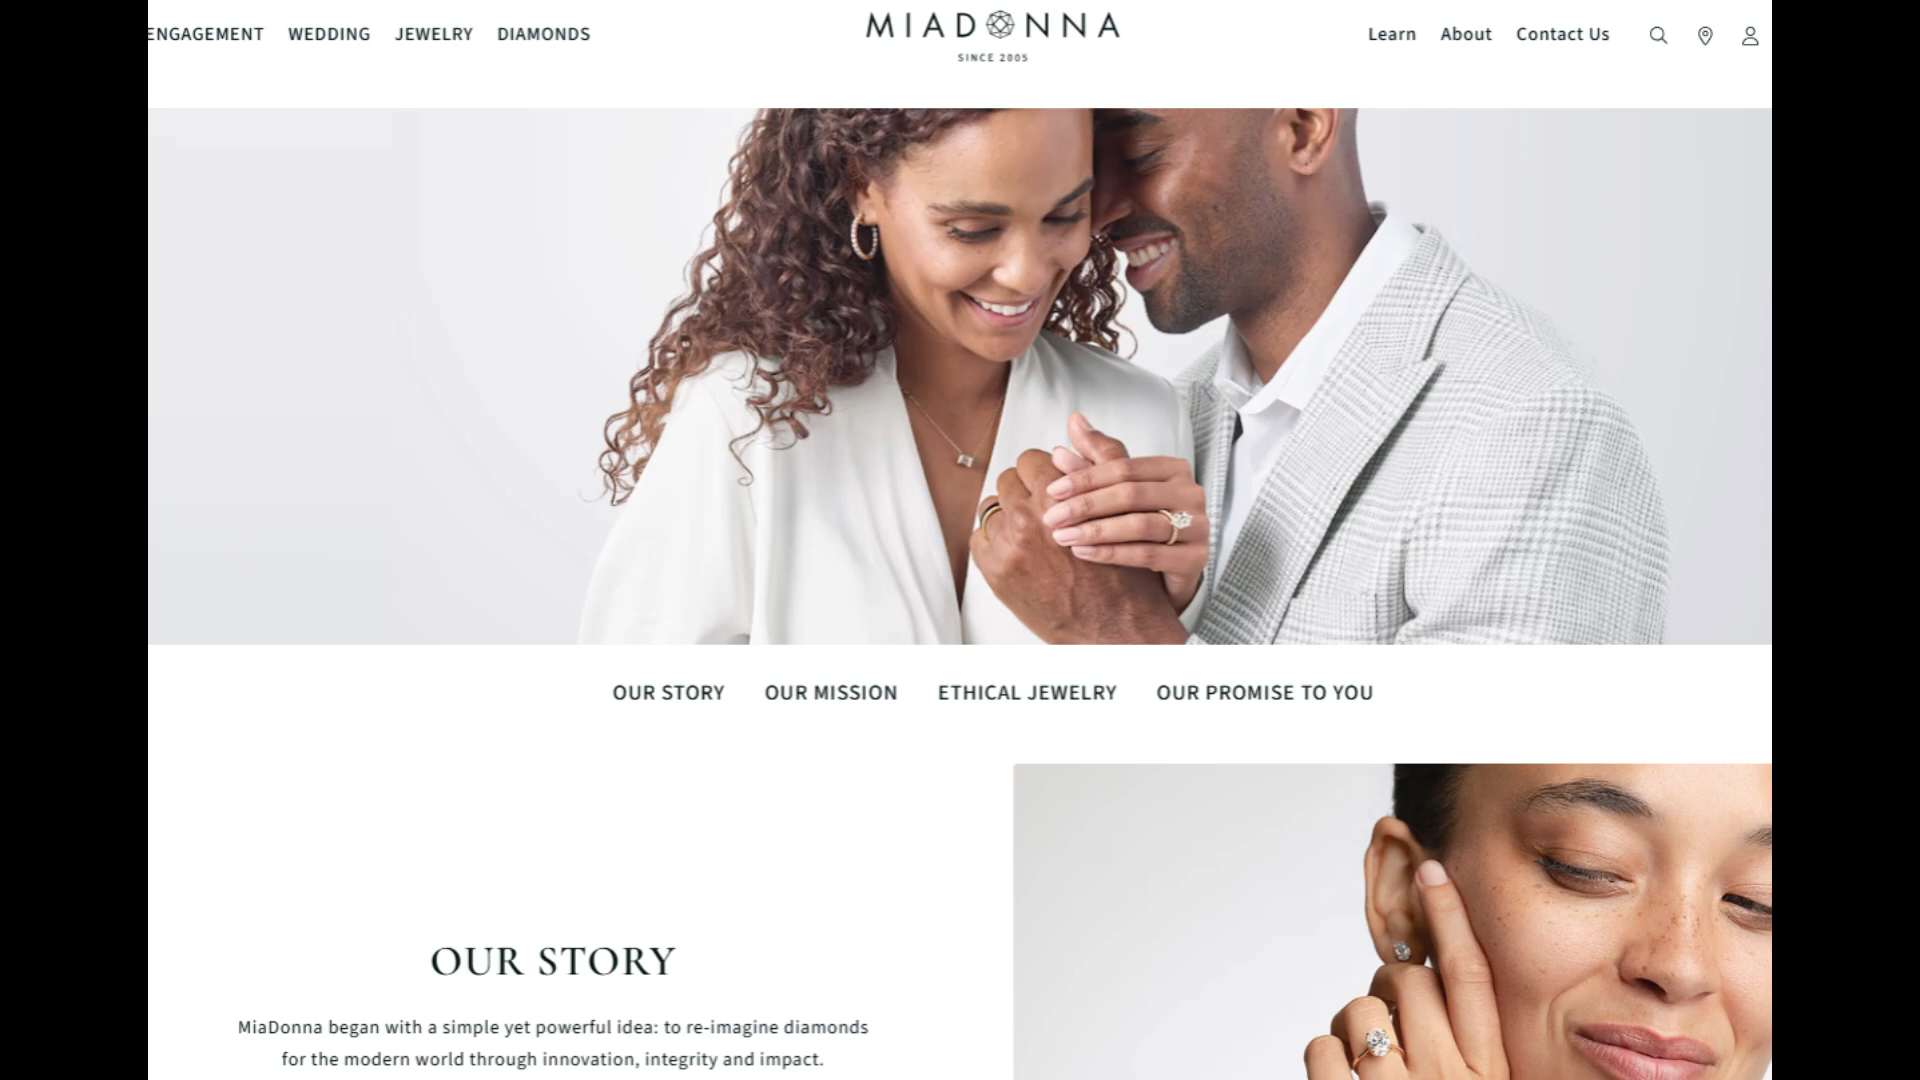 ENGAGEMENT WEDDING JEWELRY DIAMONDS
MIADONNA
SINCE 2005
Learn About Contact Us
OUR STORY OUR MISSION ETHICAL JEWELRY OUR PROMISE TO YOU
OUR STORY
MiaDonna began with a simple yet powerful idea: to re-imagine diamonds
for the modern world through innovation, integrity and impact.